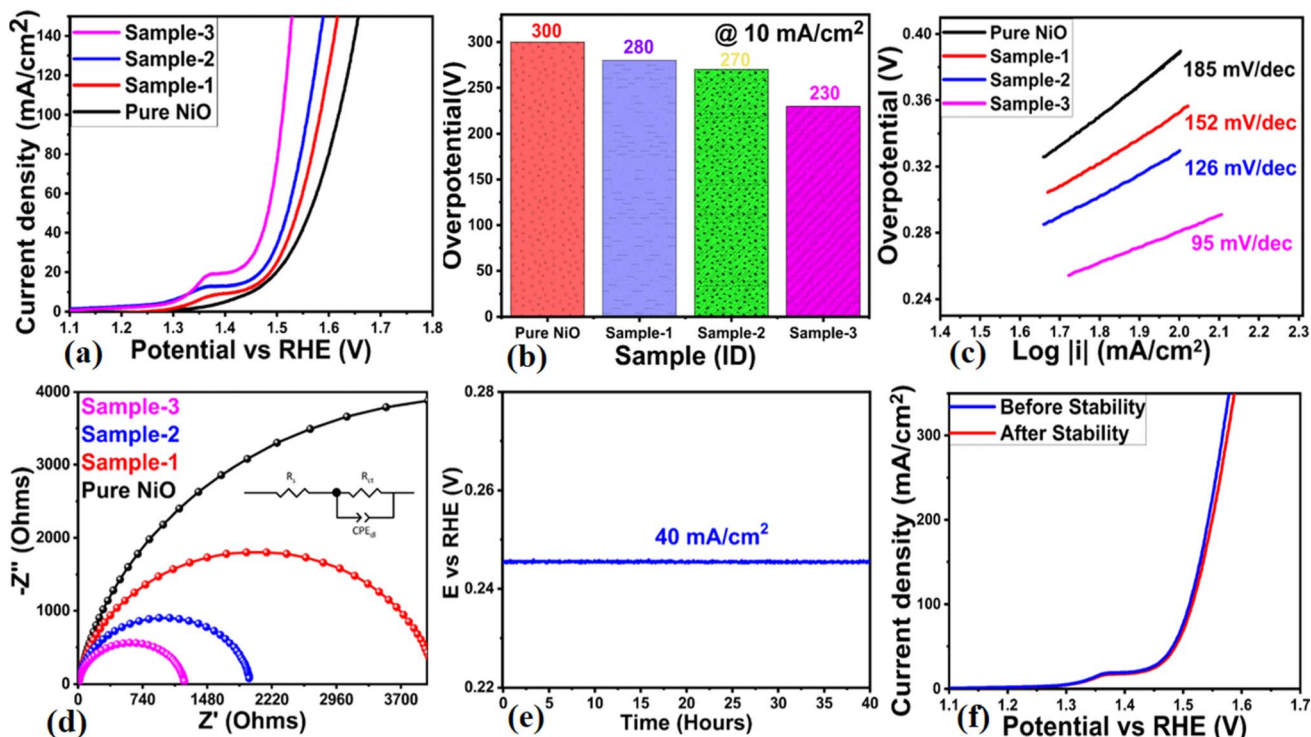 Current density (mA/cm2)
140
120
100
80
60
40
20
0
Sample-3
Sample-2
Sample-1
Pure NiO
1.1 1.2 1.3 1.4 1.5 1.6 1.7 1.8
(a) Potential vs RHE (V)
Overpotential(V)
350
300
250
200
150
100
50
0
@ 10 mA/cm²
300 280 270 230
Pure NiO Sample-1 Sample-2 Sample-3
(b) Sample (ID)
Overpotential (V)
0.40
0.36
0.32
0.28
0.24
Pure NiO
Sample-1
Sample-2
Sample-3
185 mV/dec
152 mV/dec
126 mV/dec
95 mV/dec
1.4 1.5 1.6 1.7 1.8 1.9 2.0 2.1 2.2 2.3
(c) Log |i| (mA/cm²)
-Z'' (Ohms)
4000
3000
2000
1000
0
Sample-3
Sample-2
Sample-1
Pure NiO
Rs Rct
CPEdl
740 1480 2220 2960 3700
(d) Z' (Ohms)
E vs RHE (V)
0.28
0.26
0.24
0.22
40 mA/cm²
0 5 10 15 20 25 30 35 40
(e) Time (Hours)
Current density (mA/cm²)
300
200
100
0
Before Stability
After Stability
1.1 1.2 1.3 1.4 1.5 1.6 1.7
Potential vs RHE (V) (f)